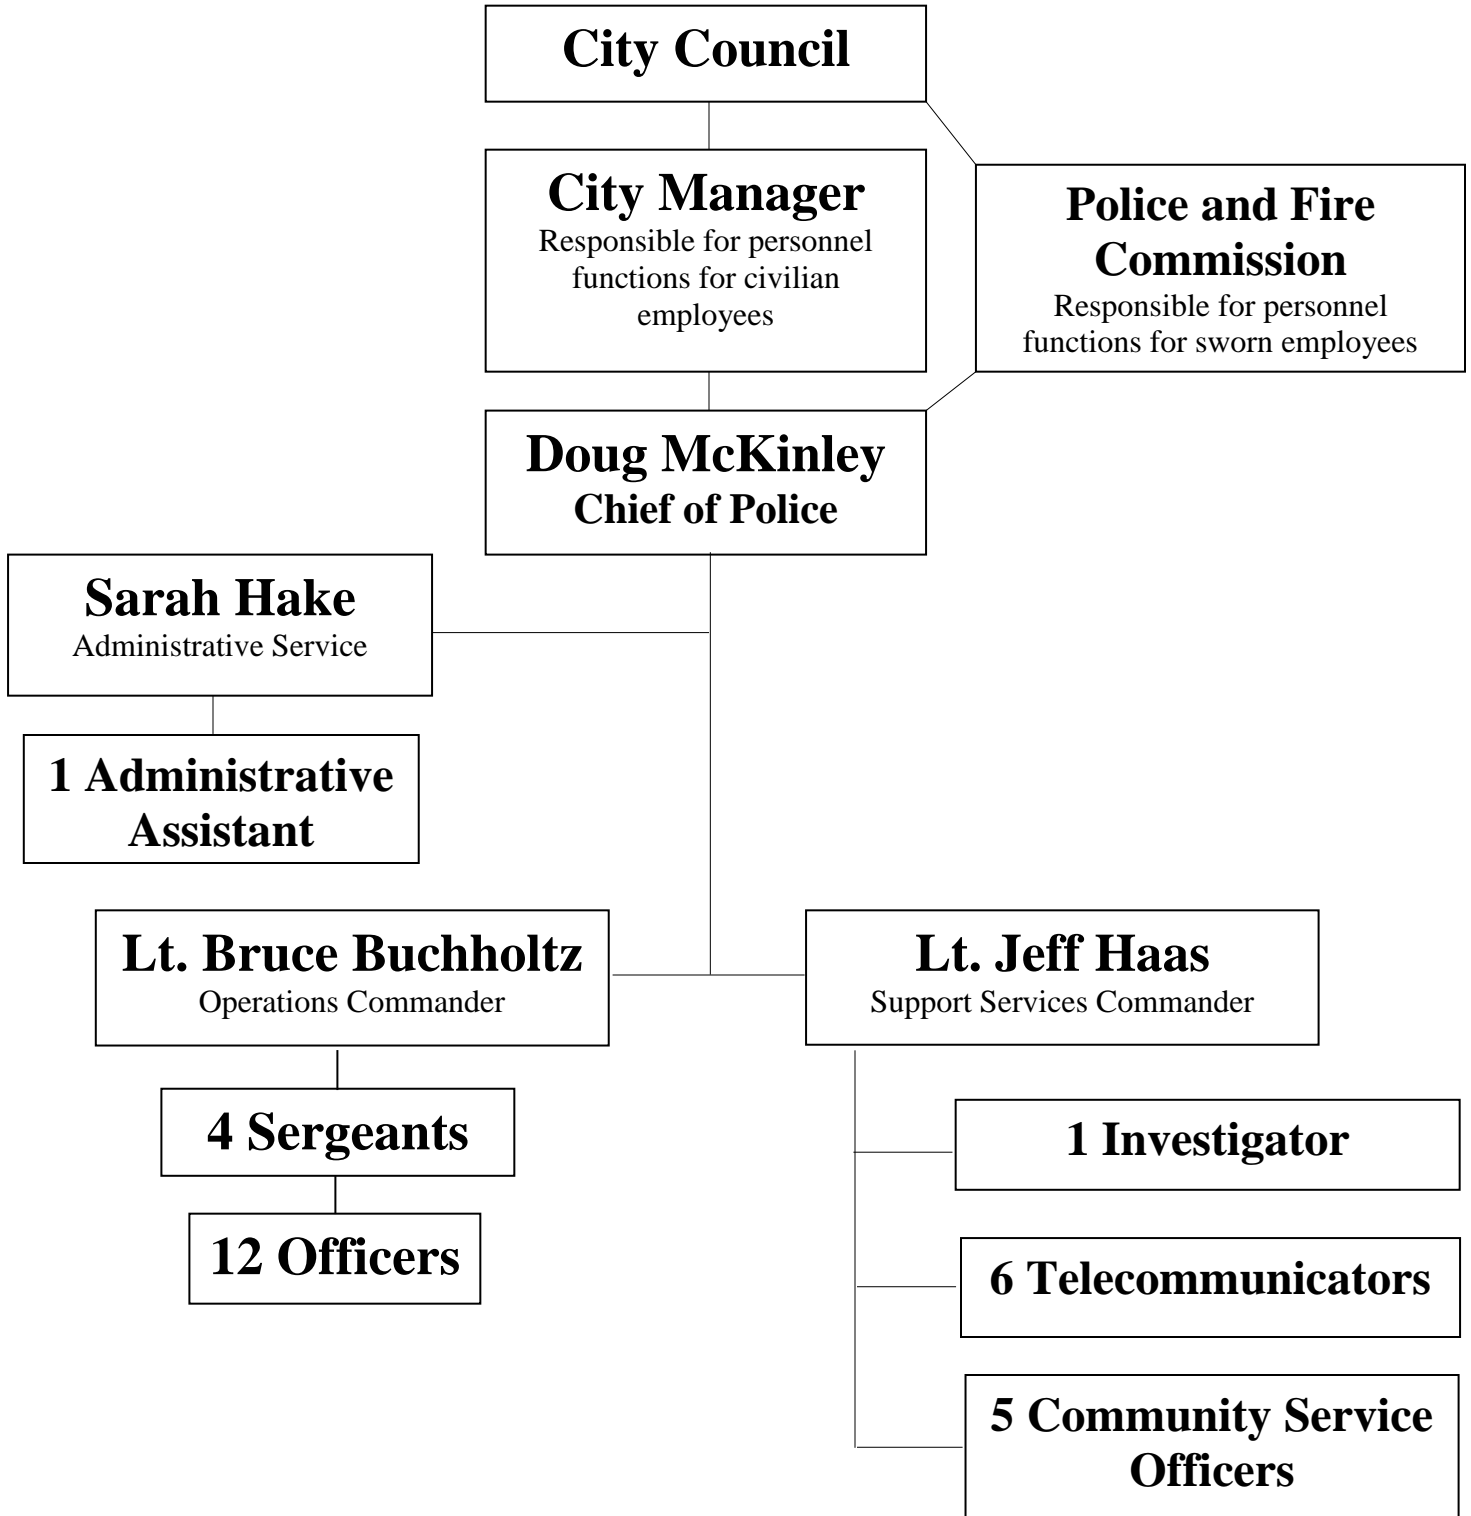 City Council
City Manager
Responsible for personnel
functions for civilian
employees
Police and Fire
Commission
Responsible for personnel
functions for sworn employees
Doug McKinley
Chief of Police
Sarah Hake
Administrative Service
1 Administrative
Assistant
Lt. Bruce Buchholtz
Operations Commander
Lt. Jeff Haas
Support Services Commander
4 Sergeants
12 Officers
1 Investigator
6 Telecommunicators
5 Community Service
Officers